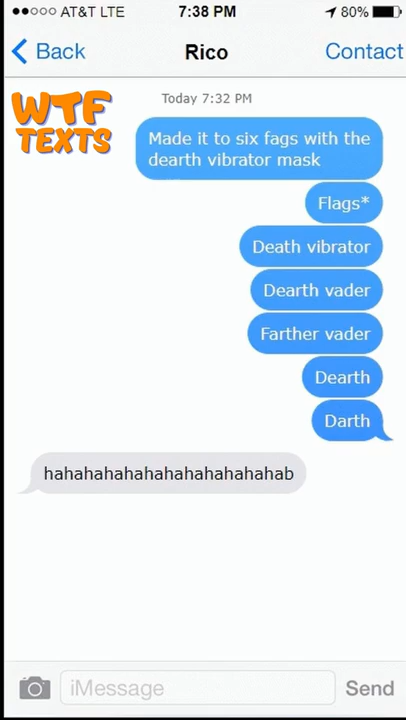 AT&T LTE 7:38 PM 80%
Back Rico Contact
WTF
TEXTS
Today 7:32 PM
Made it to six fags with the
dearth vibrator mask
Flags*
Death vibrator
Dearth vader
Farther vader
Dearth
Darth
hahahahahahahahahahahahab
iMessage Send